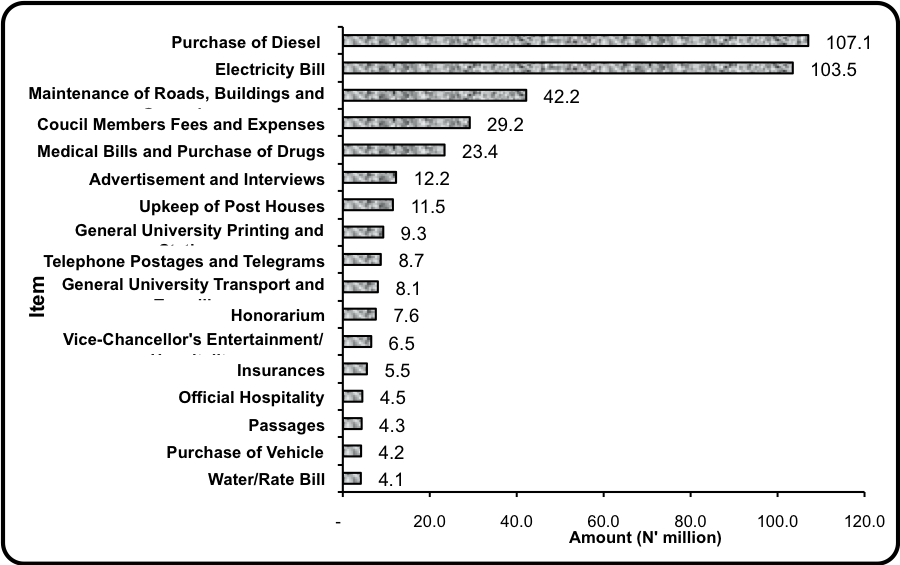 Purchase of Diesel 107.1
Electricity Bill 103.5
Maintenance of Roads, Buildings and 42.2
Coucil Members Fees and Expenses 29.2
Medical Bills and Purchase of Drugs 23.4
Advertisement and Interviews 12.2
Upkeep of Post Houses 11.5
General University Printing and 9.3
Telephone Postages and Telegrams 8.7
General University Transport and 8.1
Honorarium 7.6
Vice-Chancellor's Entertainment/ 6.5
Insurances 5.5
Official Hospitality 4.5
Passages 4.3
Purchase of Vehicle 4.2
Water/Rate Bill 4.1
Item
- 20.0 40.0 60.0 80.0 100.0 120.0
Amount (N' million)